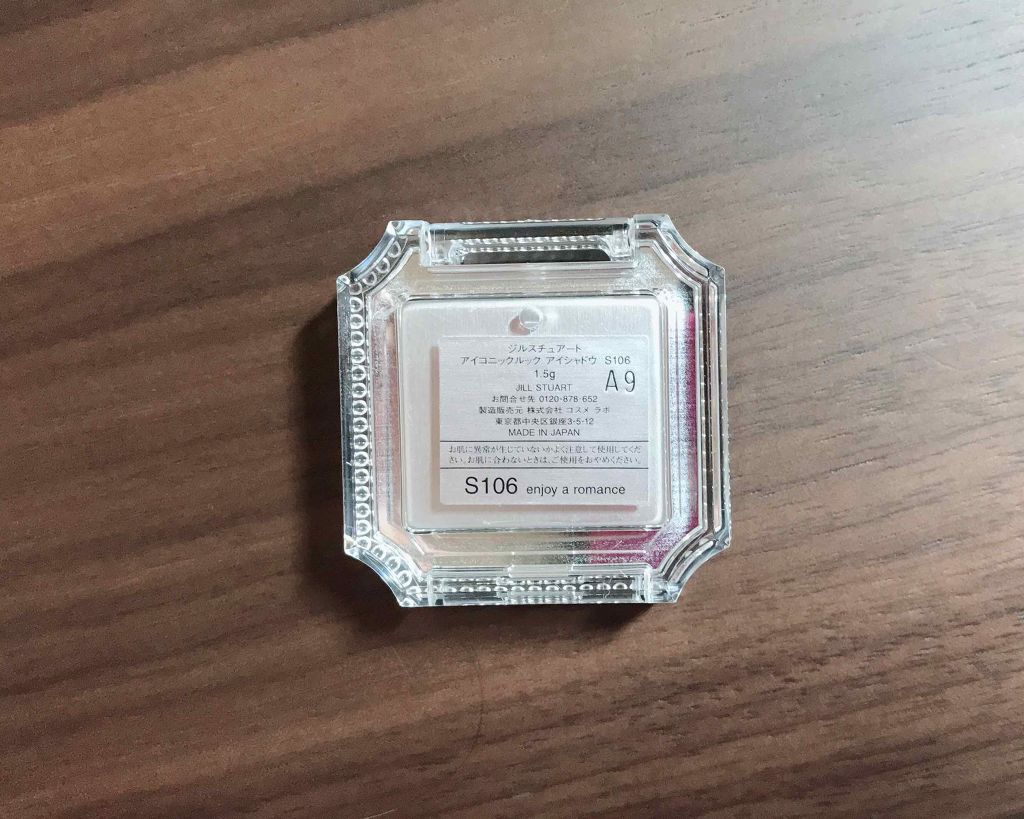 ジルスチュアート
アイコニックルック アイシャドウ S106
1.5g
A9
JILL STUART
お問合せ先 0120-878-652
製造販売元 株式会社 コスメ ラボ
東京都中央区銀座3-5-12
MADE IN JAPAN
お肌に異常が生じていないかよく注意して使用してくだ
さい。お肌に合わないときは、ご使用をおやめください。
S106 enjoy a romance